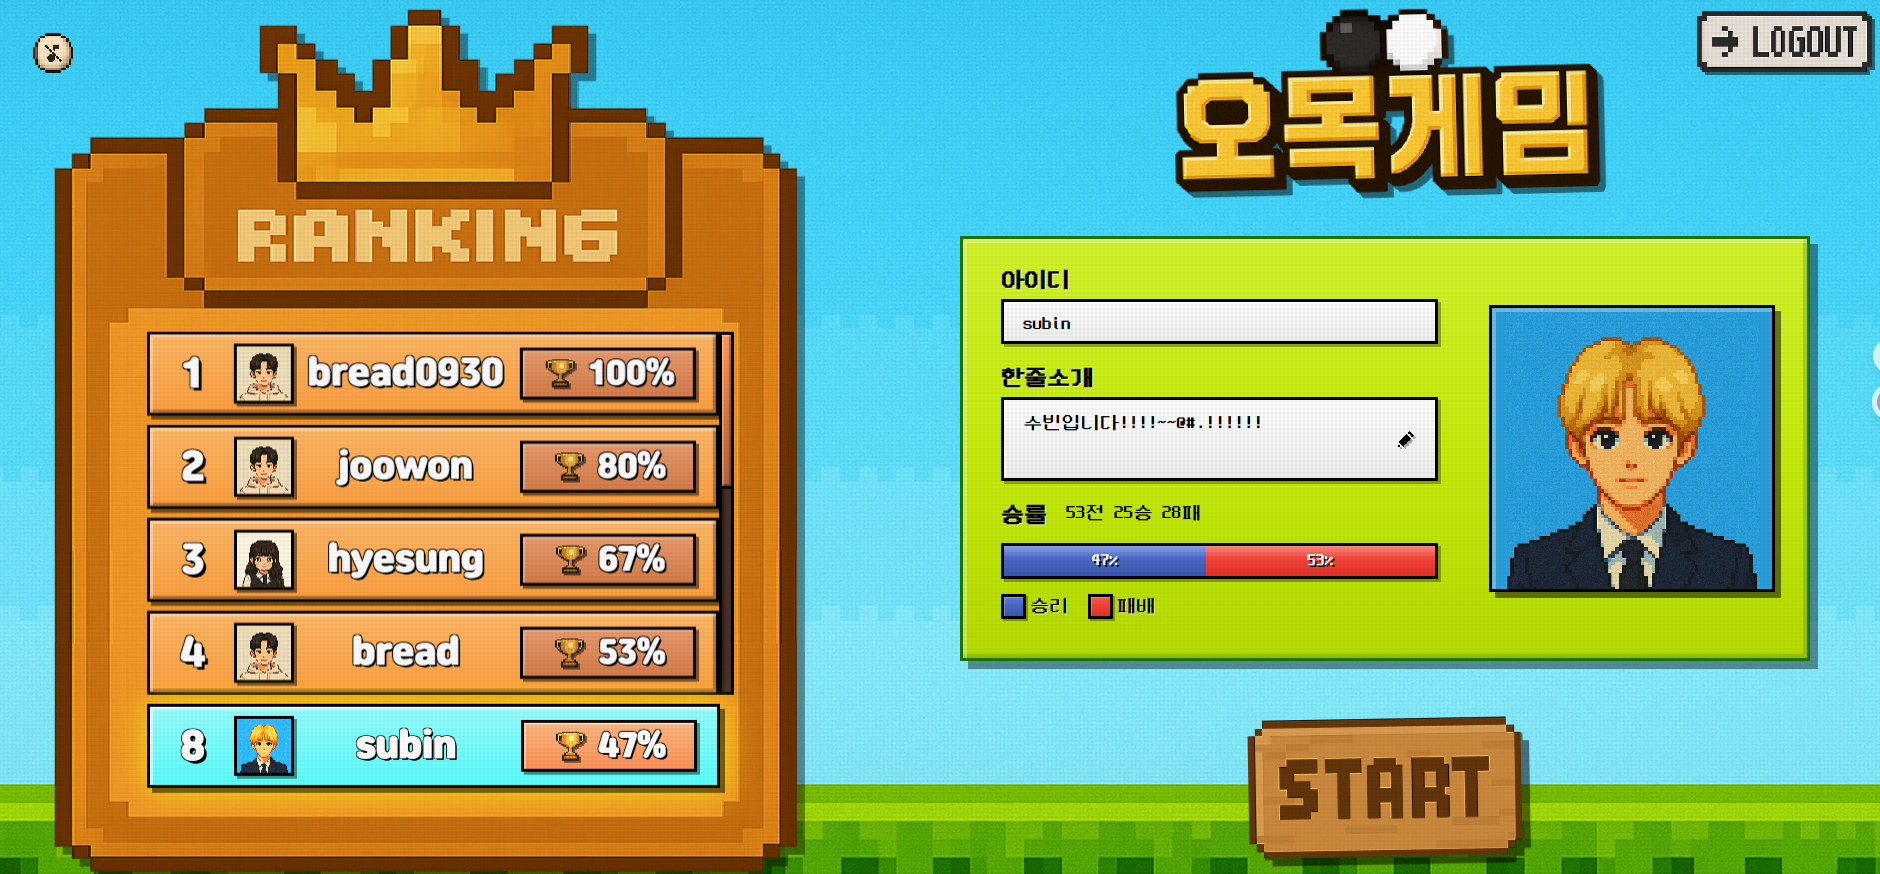 RANKING
1 bread0930 100%
2 joowon 80%
3 hyesung 67%
4 bread 53%
8 subin 47%
오목게임
LOGOUT
아이디
subin
한줄소개
수빈입니다!!!!~~@#.!!!!!!
승률 53전 25승 28패
47% 53%
승리 패배
START